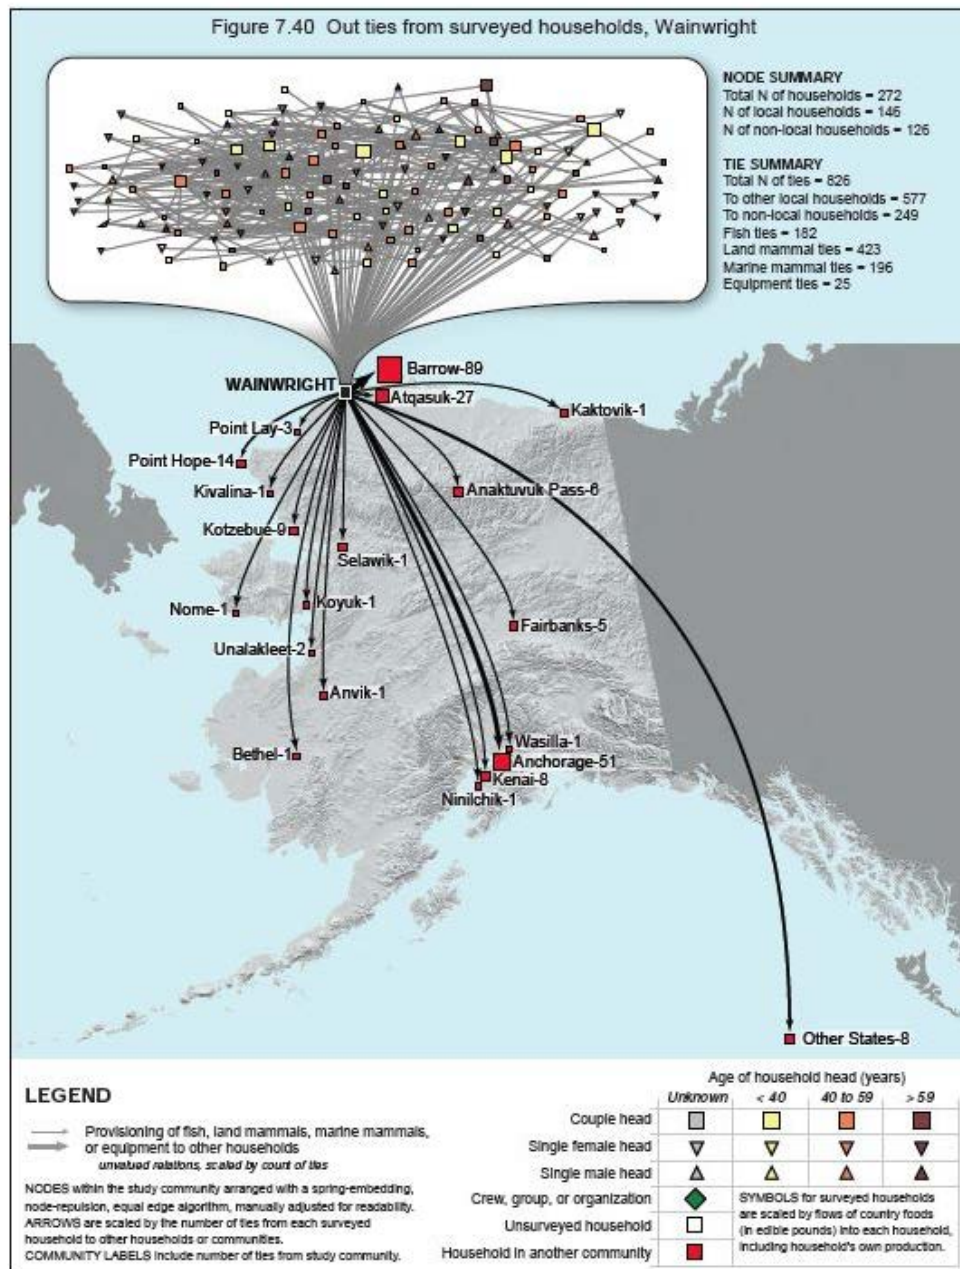 Figure 7.40 Out ties from surveyed households, Wainwright
NODE SUMMARY
Total N of households = 272
N of local households = 146
N of non-local households = 126
TIE SUMMARY
Total N of ties = 826
To other local households = 577
To non-local households = 249
Fish ties = 182
Land mammal ties = 423
Marine mammal ties = 196
Equipment ties = 25
Barrow-89
WAINWRIGHT
Atqasuk-27
Kaktovik-1
Point Lay-3
Point Hope-14
Kivalina-1
Anaktuvuk Pass-6
Kotzebue-9
Selawik-1
Nome-1
Koyuk-1
Fairbanks-5
Unalakleet-2
Anvik-1
Bethel-1
Wasilla-1
Anchorage-51
Kenai-8
Ninilchik-1
Other States-8
LEGEND
Provisioning of fish, land mammals, marine mammals,
or equipment to other households
unvalued relations, scaled by count of ties
NODES within the study community arranged with a spring-embedding,
node-repulsion, equal edge algorithm, manually adjusted for readability.
ARROWS are scaled by the number of ties from each surveyed
household to other households or communities.
COMMUNITY LABELS include number of ties from study community.
Age of household head (years)
Unknown < 40 40 to 59 > 59
Couple head
Single female head
Single male head
Crew, group, or organization
Unsurveyed household
Household in another community
SYMBOLS for surveyed households
are scaled by flows of country foods
(in edible pounds) into each household,
including household's own production.